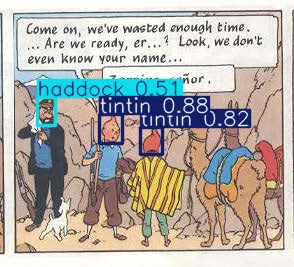 Come on, we've wasted enough time.
... Are we ready, er...? Look, we don't
even know your name...
señor.
haddock 0.51
tintin 0.88
tintin 0.82